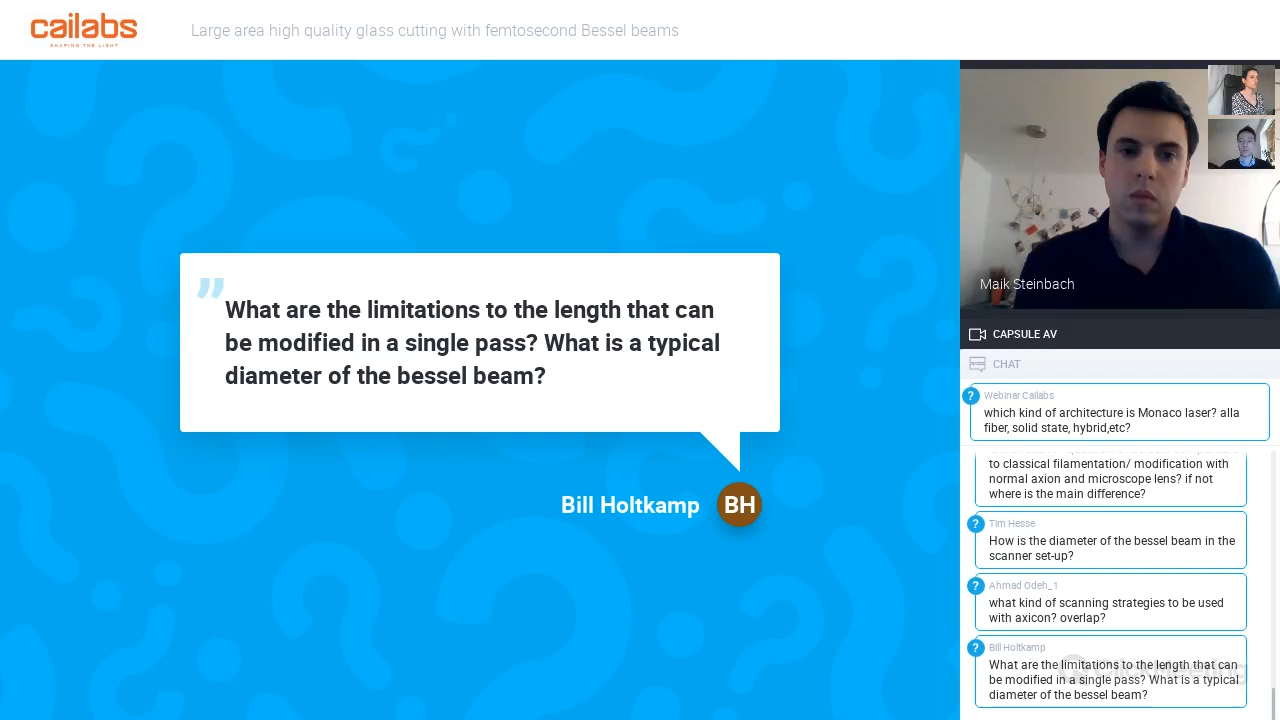 cailabs
SHAPING THE LIGHT
Large area high quality glass cutting with femtosecond Bessel beams
What are the limitations to the length that can
be modified in a single pass? What is a typical
diameter of the bessel beam?
Bill Holtkamp
BH
Maik Steinbach
CAPSULE AV
CHAT
?
Webinar Cailabs
which kind of architecture is Monaco laser? alla
fiber, solid state, hybrid,etc?
to classical filamentation/ modification with
normal axion and microscope lens? if not
where is the main difference?
?
Tim Hesse
How is the diameter of the bessel beam in the
scanner set-up?
?
Ahmad Odeh_1
what kind of scanning strategies to be used
with axicon? overlap?
?
Bill Holtkamp
What are the limitations to the length that can
be modified in a single pass? What is a typical
diameter of the bessel beam?